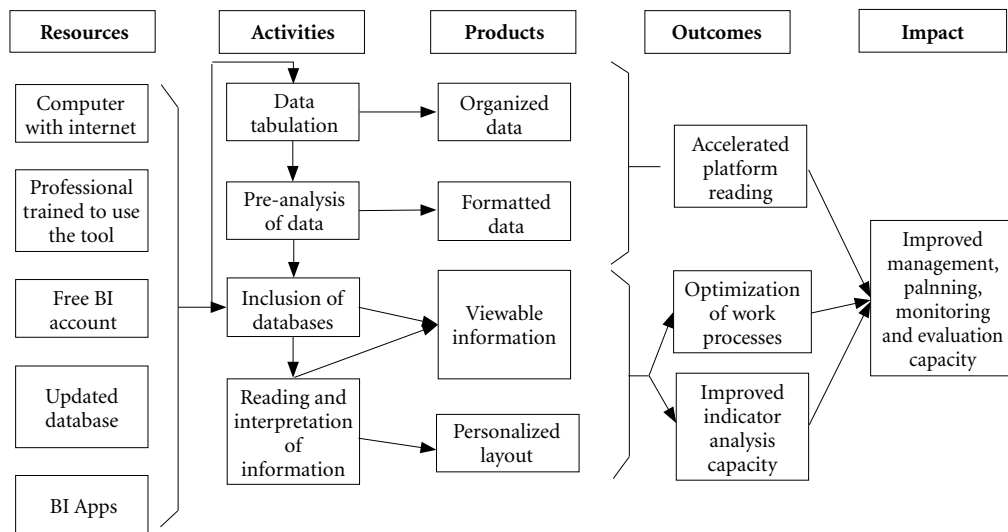 Resources
Activities
Products
Outcomes
Impact
Computer
with internet
Professional
trained to use
the tool
Free BI
account
Updated
database
BI Apps
Data
tabulation
Pre-analysis
of data
Inclusion of
databases
Reading and
interpretation of
information
Organized
data
Formatted
data
Viewable
information
Personalized
layout
Accelerated
platform
reading
Optimization
of work
processes
Improved
indicator
analysis
capacity
Improved
management,
palnning,
monitoring
and evaluation
capacity